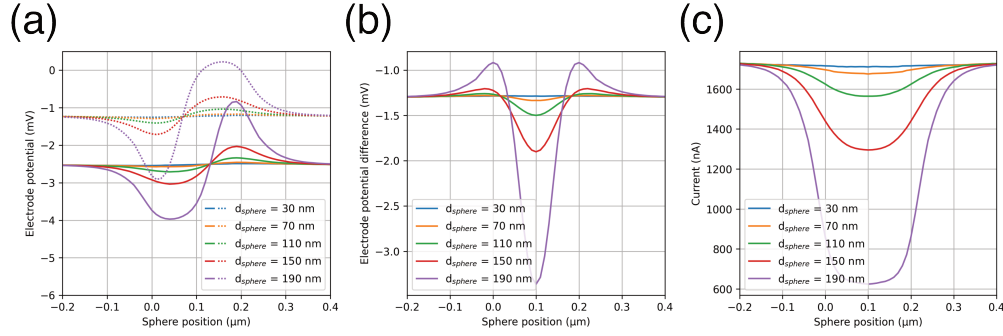 (a)
(b)
(c)
Electrode potential (mV)
0
−1
−2
−3
−4
−5
−6
−0.2 −0.1 0.0 0.1 0.2 0.3 0.4
Sphere position (μm)
dsphere = 30 nm
dsphere = 70 nm
dsphere = 110 nm
dsphere = 150 nm
dsphere = 190 nm
Electrode potential difference (mV)
−1.0
−1.5
−2.0
−2.5
−3.0
−0.2 −0.1 0.0 0.1 0.2 0.3 0.4
Sphere position (μm)
dsphere = 30 nm
dsphere = 70 nm
dsphere = 110 nm
dsphere = 150 nm
dsphere = 190 nm
Current (nA)
1600
1400
1200
1000
800
600
−0.2 −0.1 0.0 0.1 0.2 0.3 0.4
Sphere position (μm)
dsphere = 30 nm
dsphere = 70 nm
dsphere = 110 nm
dsphere = 150 nm
dsphere = 190 nm